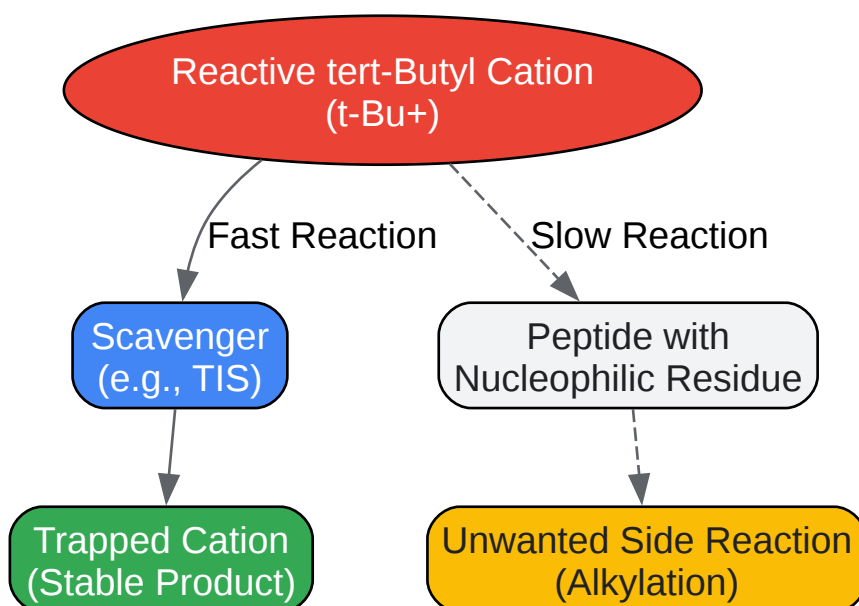 Reactive tert-Butyl Cation
(t-Bu+)
Fast Reaction
Slow Reaction
Scavenger
(e.g., TIS)
Peptide with
Nucleophilic Residue
Trapped Cation
(Stable Product)
Unwanted Side Reaction
(Alkylation)